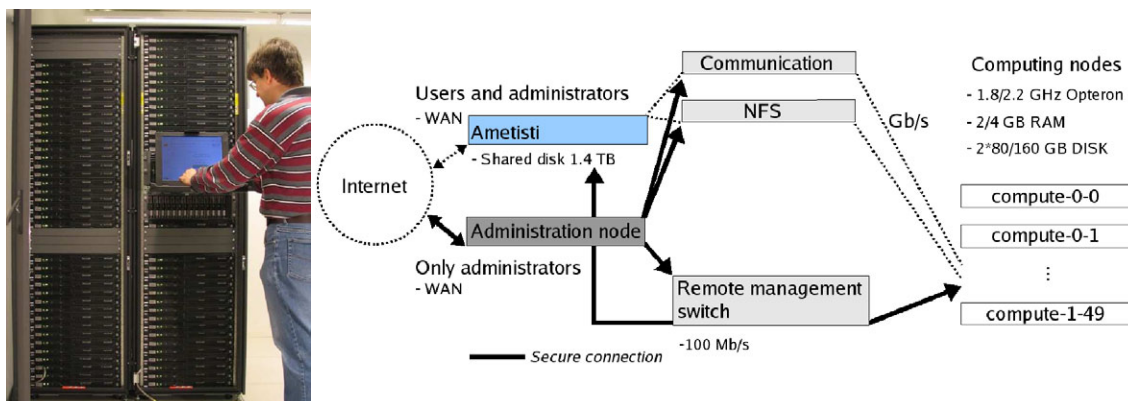 Communication
NFS
Users and administrators
- WAN
Ametisti
- Shared disk 1.4 TB
Internet
Administration node
Only administrators
- WAN
Remote management
switch
-100 Mb/s
Secure connection
Gb/s
Computing nodes
- 1.8/2.2 GHz Opteron
- 2/4 GB RAM
- 2*80/160 GB DISK
compute-0-0
compute-0-1
⋮
compute-1-49